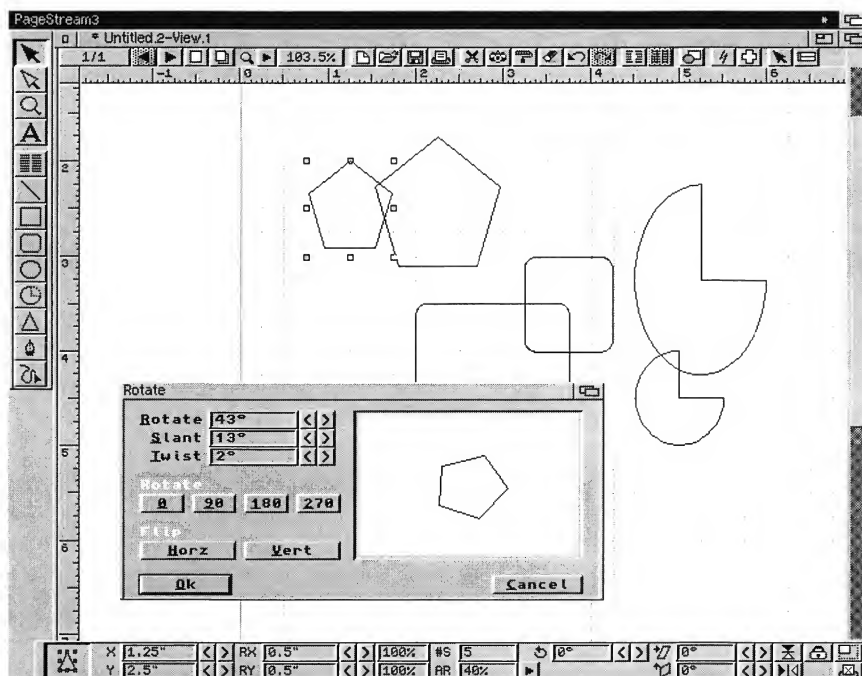 PageStream3
* Untitled.2-View.1
1/1 103.5%
-1 0 1 2 3 4 5 6
A
2
3
4
5
6
Rotate
Rotate 43°
Slant 13°
Twist 2°
Rotate
0 90 180 270
Flip
Horz Vert
Ok Cancel
X 1.25" RX 0.5" 100% #S 5 0° 0°
Y 2.5" RY 0.5" 100% AR 40% 0°